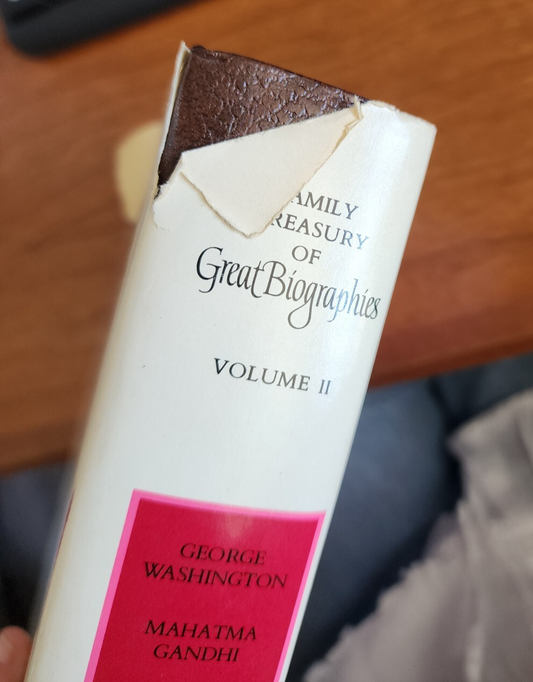 AMILY
REASURY
OF
Great Biographies
VOLUME II
GEORGE
WASHINGTON
MAHATMA
GANDHI